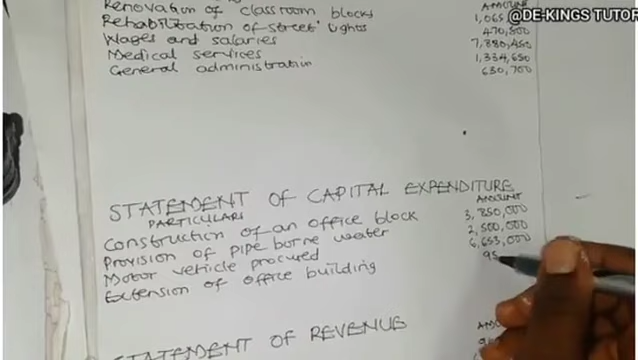 AMOUNT
@DE-KINGS TUTOR
Renovation of classroom blocks 1,065
Rehabilitation of street lights 470,800
Wages and salaries 7,880,450
Medical services 1,334,650
General administration 630,700
STATEMENT OF CAPITAL EXPENDITURE
PARTICULARS AMOUNT
Construction of an office block 3,850,000
Provision of pipe borne water 2,500,000
Motor vehicle procured 6,653,000
Extension of office building 95
STATEMENT OF REVENUE